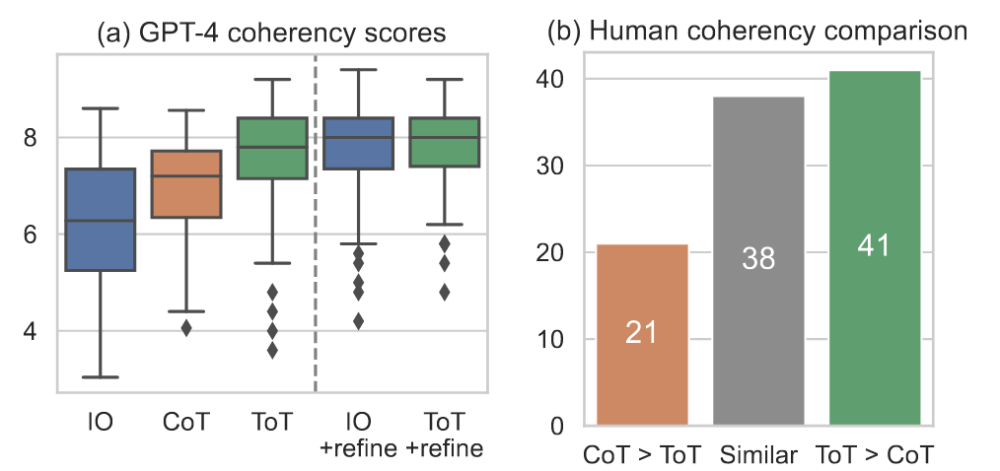 (a) GPT-4 coherency scores
8
6
4
IO CoT ToT IO ToT
+refine +refine
(b) Human coherency comparison
40
30
20
10
0
21
38
41
CoT > ToT Similar ToT > CoT